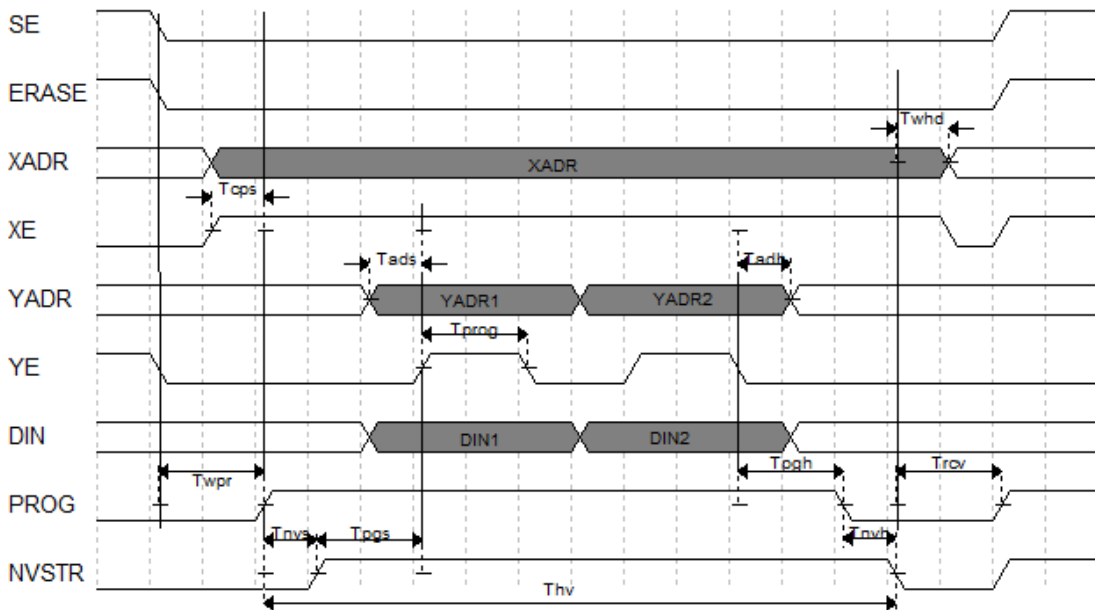 SE
ERASE
Twhd
XADR
XADR
Tcps
XE
Tads
Tadh
YADR
YADR1
YADR2
Tprog
YE
DIN
DIN1
DIN2
Twpr
Tpgh
Trcv
PROG
Tnvs
Tpgs
Tnvh
NVSTR
Thv